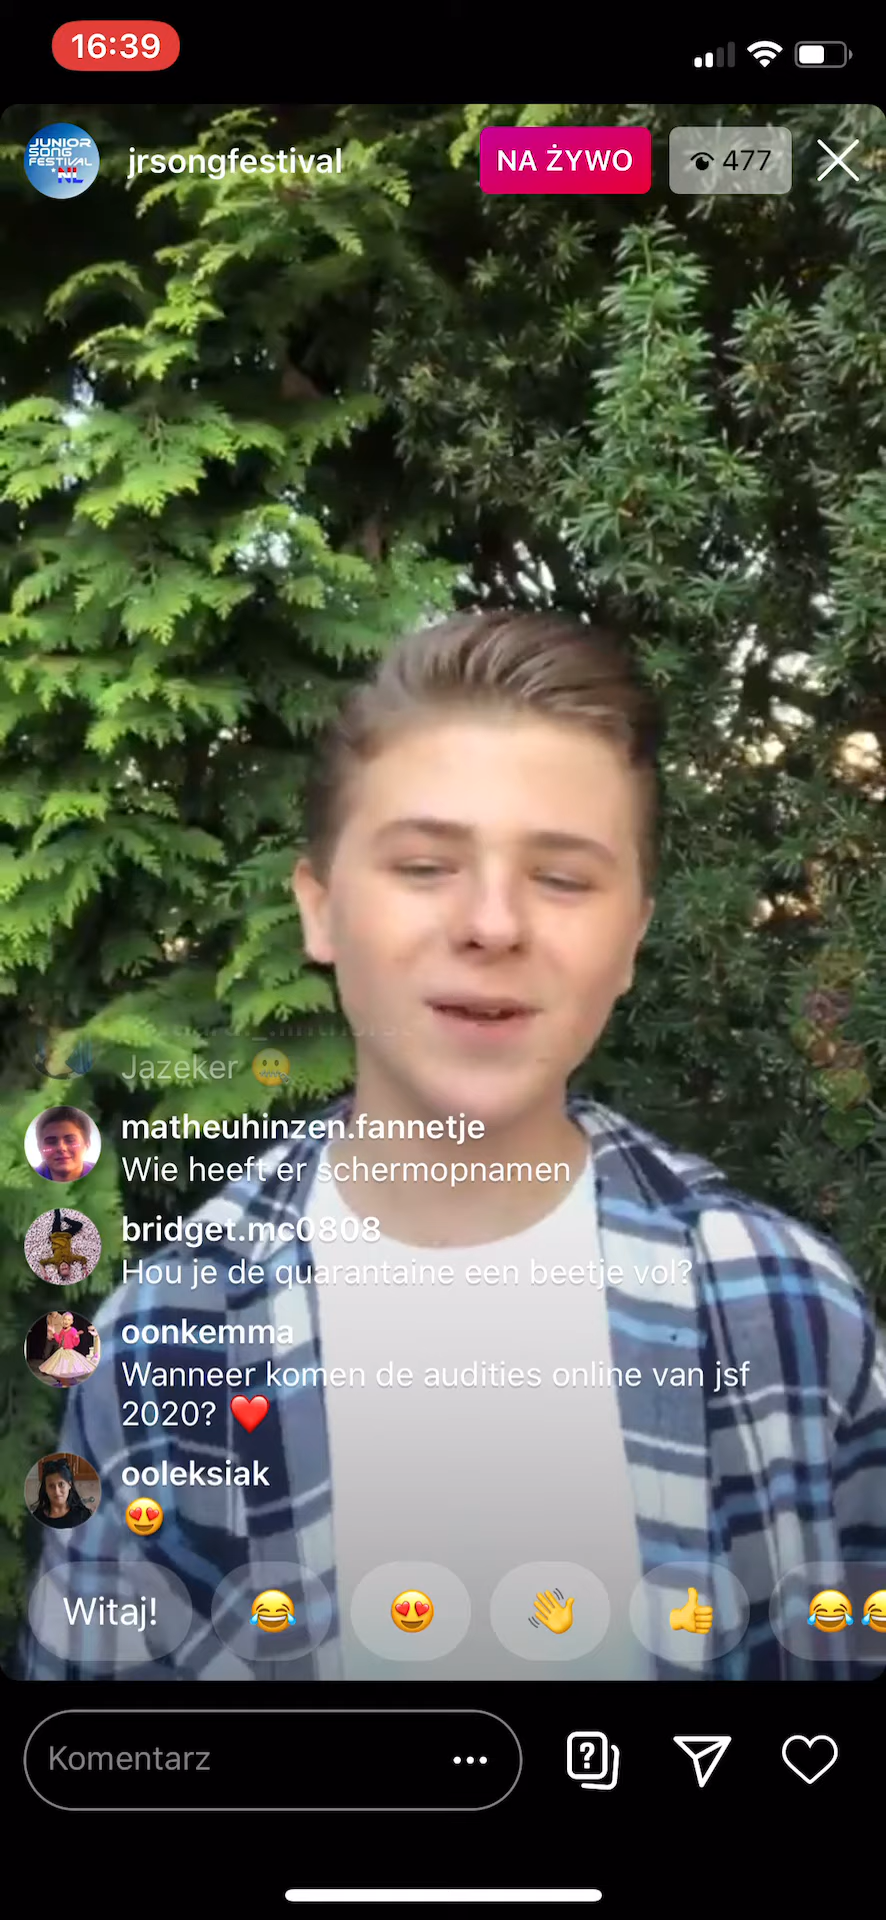 16:39
JUNIOR
SONG
FESTIVAL
NL
jrsongfestival
NA ŻYWO
477
Jazeker 🤐
matheuhinzen.fannetje
Wie heeft er schermopnamen
bridget.mc0808
Hou je de quarantaine een beetje vol?
oonkemma
Wanneer komen de audities online van jsf
2020? ❤️
ooleksiak
😍
Witaj! 😂 😍 👋 👍 😂
Komentarz